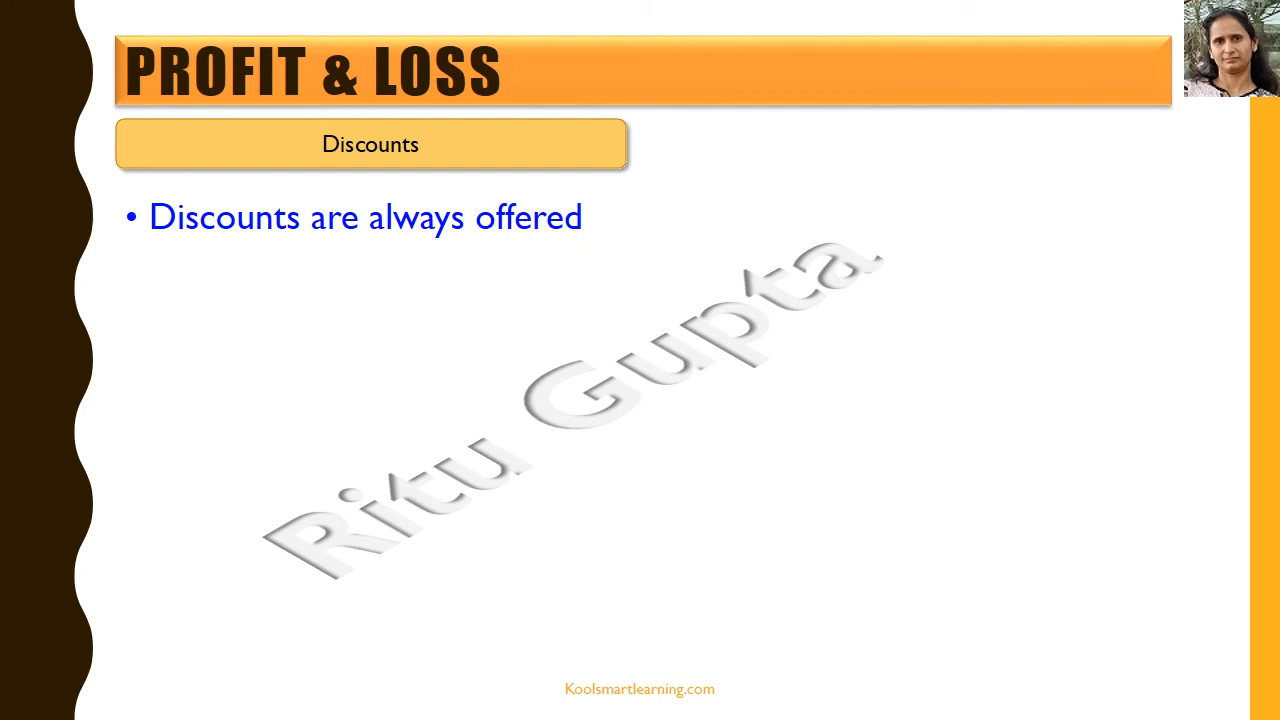 PROFIT & LOSS
Discounts
• Discounts are always offered
Ritu Gupta
Koolsmartlearning.com